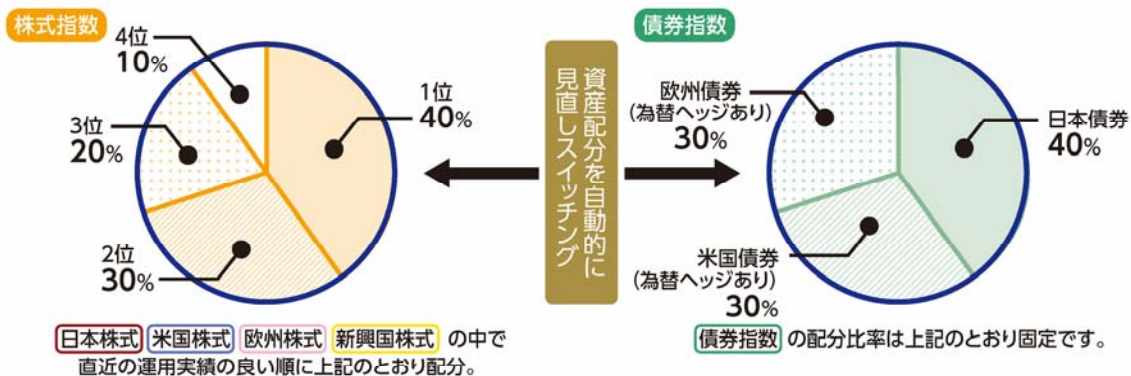 株式指数
4位
10%
1位
40%
3位
20%
2位
30%
日本株式 米国株式 欧州株式 新興国株式 の中で
直近の運用実績の良い順に上記のとおり配分。
資産配分を自動的に
見直しスイッチング
債券指数
欧州債券
(為替ヘッジあり)
30%
日本債券
40%
米国債券
(為替ヘッジあり)
30%
債券指数 の配分比率は上記のとおり固定です。